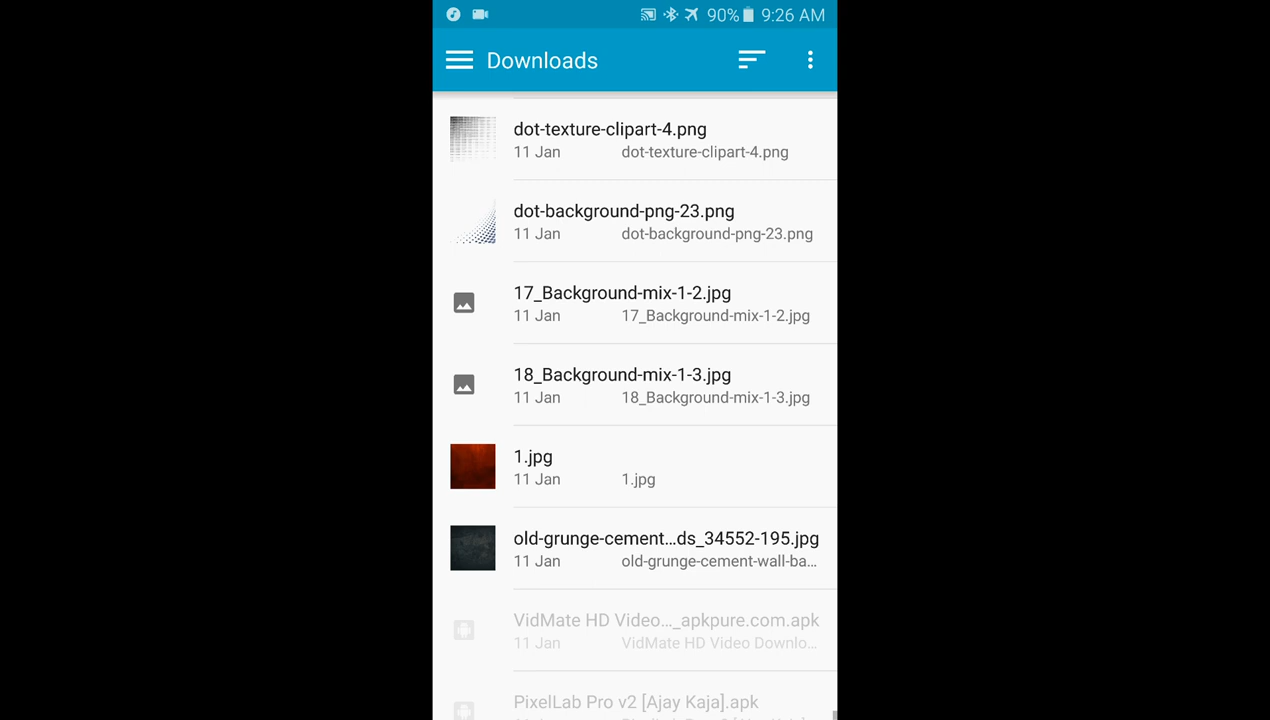 90% 9:26 AM
Downloads
dot-texture-clipart-4.png
11 Jan dot-texture-clipart-4.png
dot-background-png-23.png
11 Jan dot-background-png-23.png
17_Background-mix-1-2.jpg
11 Jan 17_Background-mix-1-2.jpg
18_Background-mix-1-3.jpg
11 Jan 18_Background-mix-1-3.jpg
1.jpg
11 Jan 1.jpg
old-grunge-cement...ds_34552-195.jpg
11 Jan old-grunge-cement-wall-ba...
VidMate HD Video..._apkpure.com.apk
11 Jan VidMate HD Video Downlo...
PixelLab Pro v2 [Ajay Kaja].apk